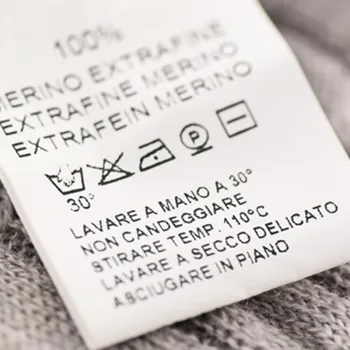 100%
MERINO EXTRAFINE
EXTRAFINE MERINO
EXTRAFEIN MERINO
30°
P
LAVARE A MANO A 30°
NON CANDEGGIARE
STIRARE TEMP. 110°C
LAVARE A SECCO DELICATO
ASCIUGARE IN PIANO